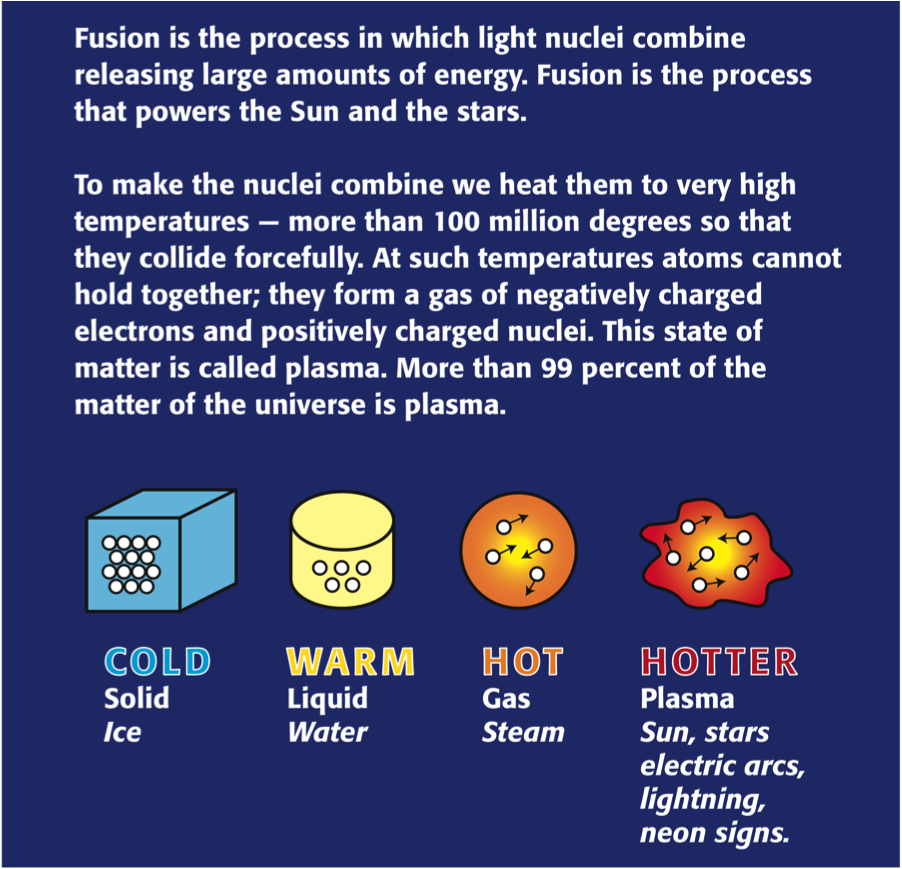 Fusion is the process in which light nuclei combine
releasing large amounts of energy. Fusion is the process
that powers the Sun and the stars.
To make the nuclei combine we heat them to very high
temperatures — more than 100 million degrees so that
they collide forcefully. At such temperatures atoms cannot
hold together; they form a gas of negatively charged
electrons and positively charged nuclei. This state of
matter is called plasma. More than 99 percent of the
matter of the universe is plasma.
COLD
Solid
Ice
WARM
Liquid
Water
HOT
Gas
Steam
HOTTER
Plasma
Sun, stars
electric arcs,
lightning,
neon signs.